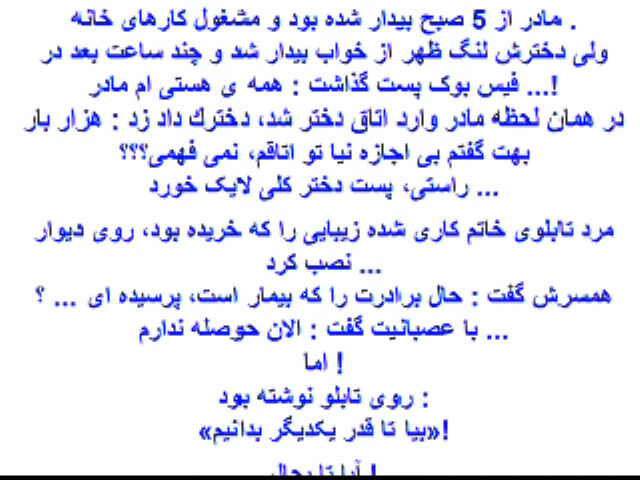 مادر از 5 صبح بیدار شده بود و مشغول کارهای خانه .
ولی دخترش لنگ ظهر از خواب بیدار شد و چند ساعت بعد در
فیس بوک پست گذاشت : همه ی هستی ام مادر ...!
در همان لحظه مادر وارد اتاق دختر شد، دخترك داد زد : هزار بار
بهت گفتم بی اجازه نیا تو اتاقم، نمی فهمی؟؟؟
راستی، پست دختر کلی لایک خورد ...
مرد تابلوی خاتم کاری شده زیبایی را که خریده بود، روی دیوار
نصب کرد ...
همسرش گفت : حال برادرت را که بیمار است، پرسیده ای ... ؟
با عصبانیت گفت : الان حوصله ندارم ...
اما !
روی تابلو نوشته بود :
«بیا تا قدر یکدیگر بدانیم»!
آیا تا بحال !